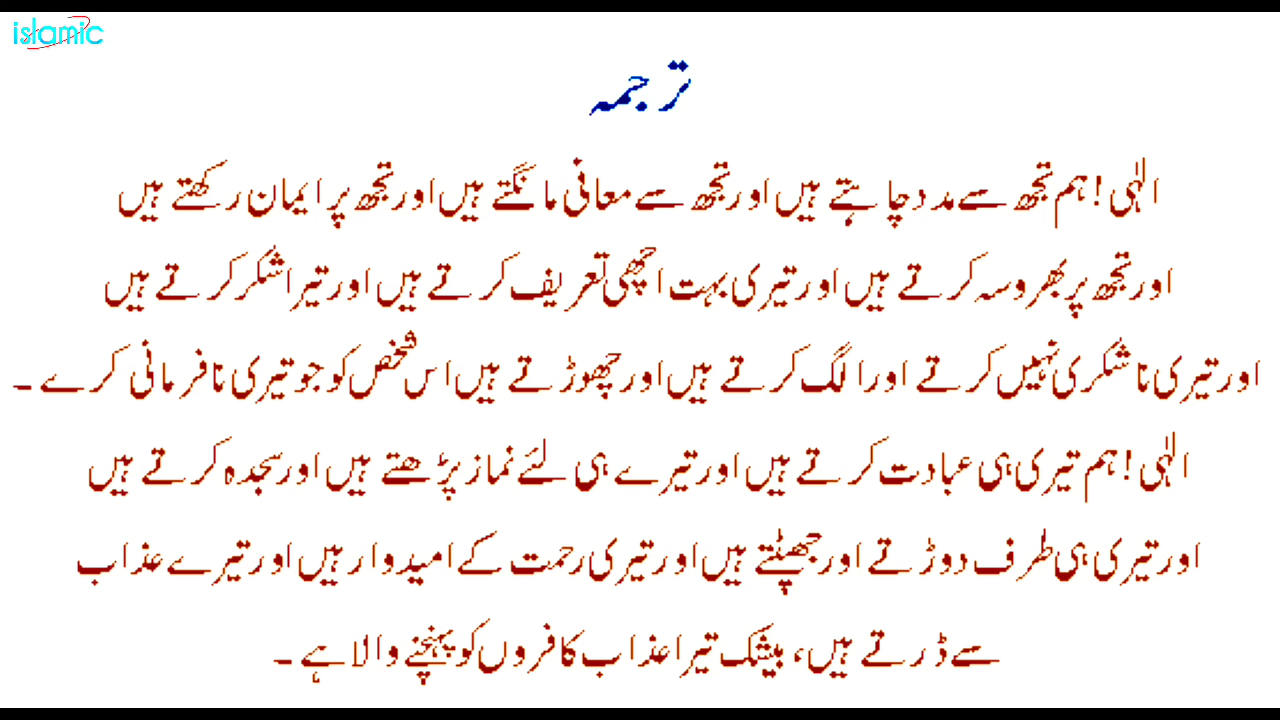 islamic
ترجمہ
الٰہی! ہم تجھ سے مدد چاہتے ہیں اور تجھ سے معافی مانگتے ہیں اور تجھ پر ایمان رکھتے ہیں
اور تجھ پر بھروسہ کرتے ہیں اور تیری بہت اچھی تعریف کرتے ہیں اور تیرا شکر کرتے ہیں
اور تیری ناشکری نہیں کرتے اور الگ کرتے ہیں اور چھوڑتے ہیں اس شخص کو جو تیری نافرمانی کرے ۔
الٰہی! ہم تیری ہی عبادت کرتے ہیں اور تیرے ہی لئے نماز پڑھتے ہیں اور سجدہ کرتے ہیں
اور تیری ہی طرف دوڑتے اور جھپٹتے ہیں اور تیری رحمت کے امیدوار ہیں اور تیرے عذاب
سے ڈرتے ہیں، بیشک تیرا عذاب کافروں کو پہنچنے والا ہے ۔